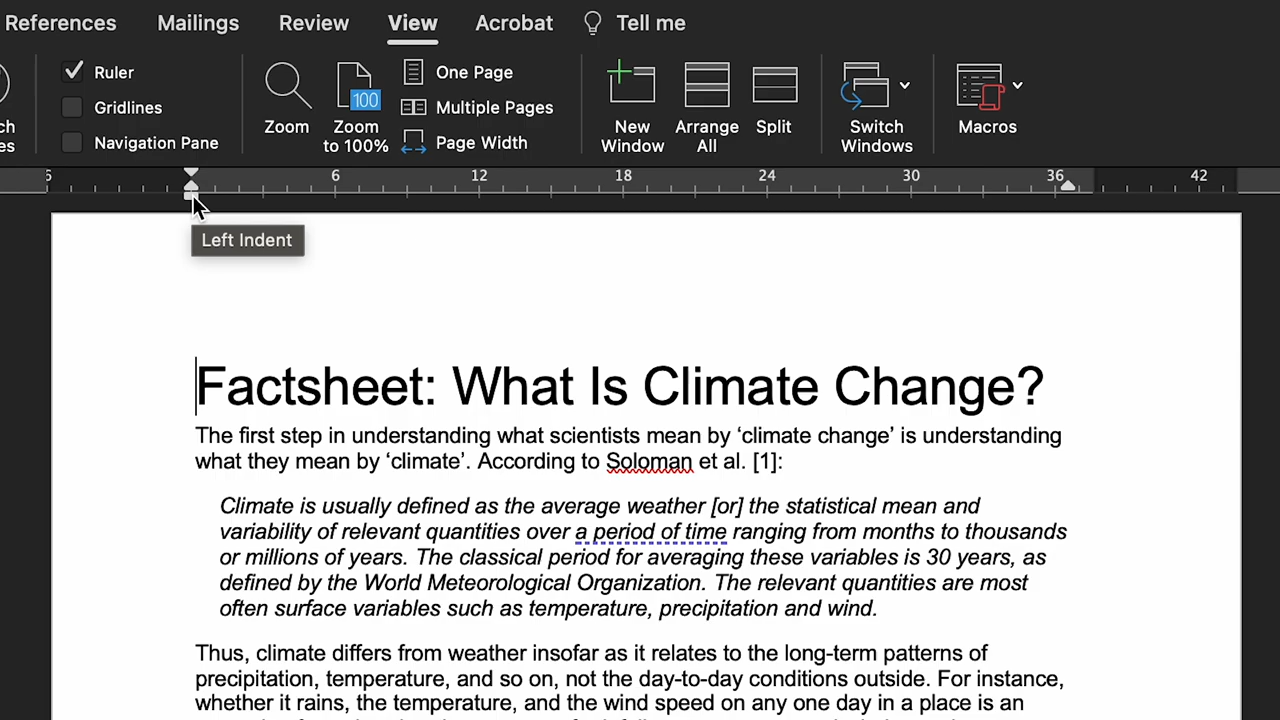 References Mailings Review View Acrobat Tell me
Ruler
Gridlines
Navigation Pane
Zoom
100
Zoom
to 100%
One Page
Multiple Pages
Page Width
New
Window
Arrange
All
Split
Switch
Windows
Macros
6 12 18 24 30 36 42
Left Indent
Factsheet: What Is Climate Change?
The first step in understanding what scientists mean by ‘climate change’ is understanding
what they mean by ‘climate’. According to Soloman et al. [1]:
Climate is usually defined as the average weather [or] the statistical mean and
variability of relevant quantities over a period of time ranging from months to thousands
or millions of years. The classical period for averaging these variables is 30 years, as
defined by the World Meteorological Organization. The relevant quantities are most
often surface variables such as temperature, precipitation and wind.
Thus, climate differs from weather insofar as it relates to the long-term patterns of
precipitation, temperature, and so on, not the day-to-day conditions outside. For instance,
whether it rains, the temperature, and the wind speed on any one day in a place is an